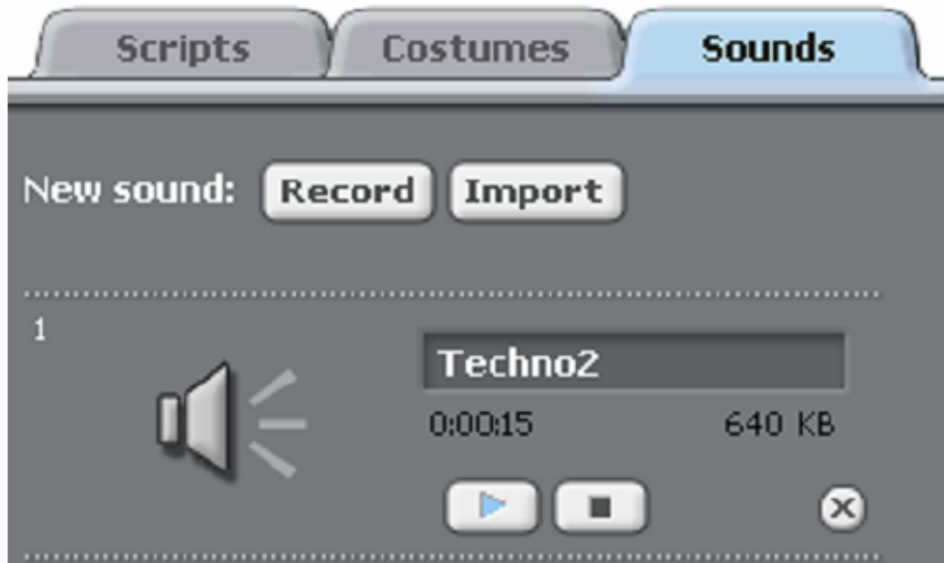 Scripts Costumes Sounds
New sound: Record Import
1
Techno2
0:00:15 640 KB